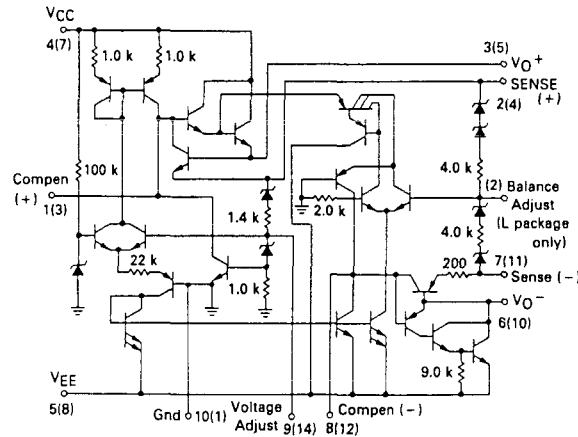 VCC
4(7)
1.0 k
1.0 k
3(5)
VO+
SENSE
(+)
2(4)
100 k
4.0 k
Compen
(+)
1(3)
1.4 k
2.0 k
(2) Balance
Adjust
(L package
only)
4.0 k
22 k
1.0 k
200
7(11)
Sense (−)
VO−
6(10)
9.0 k
VEE
5(8)
Gnd 10(1)
Voltage
Adjust 9(14)
Compen (−)
8(12)